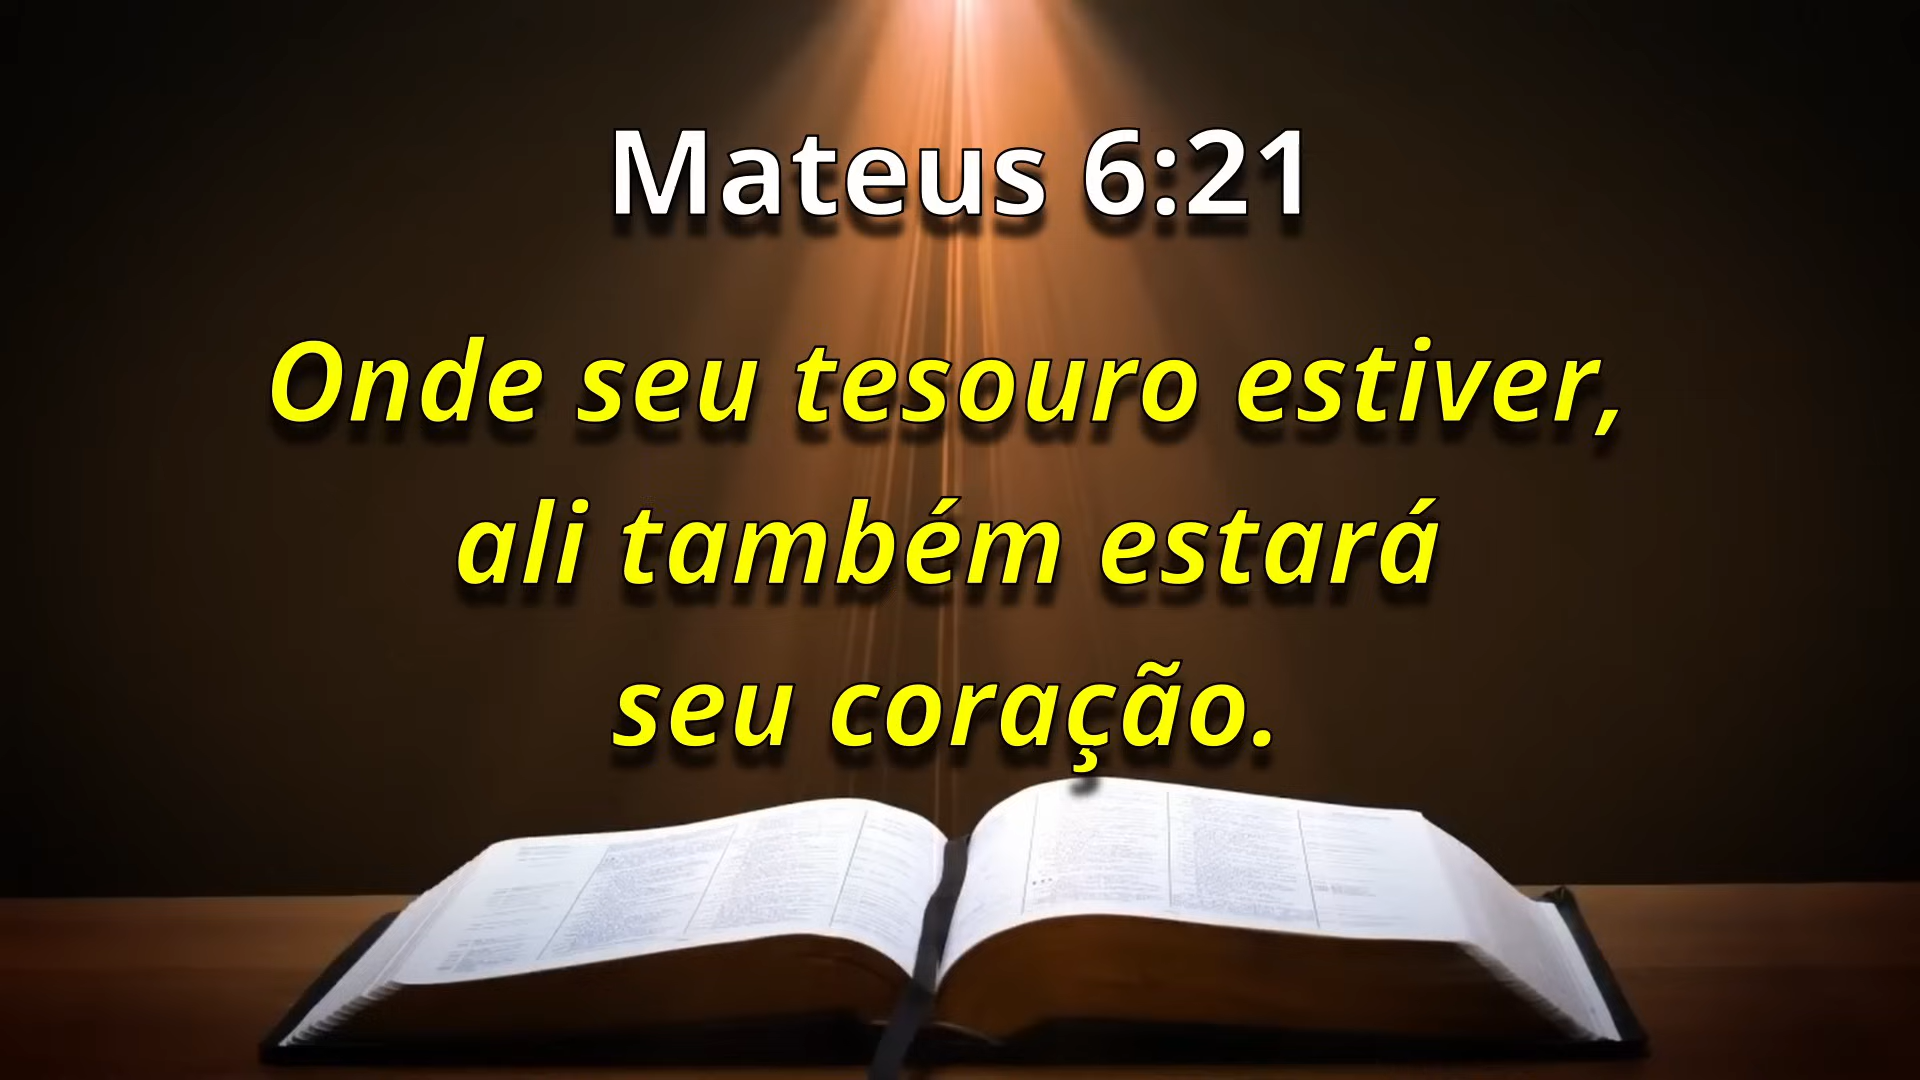 Mateus 6:21
Onde seu tesouro estiver,
ali também estará
seu coração.